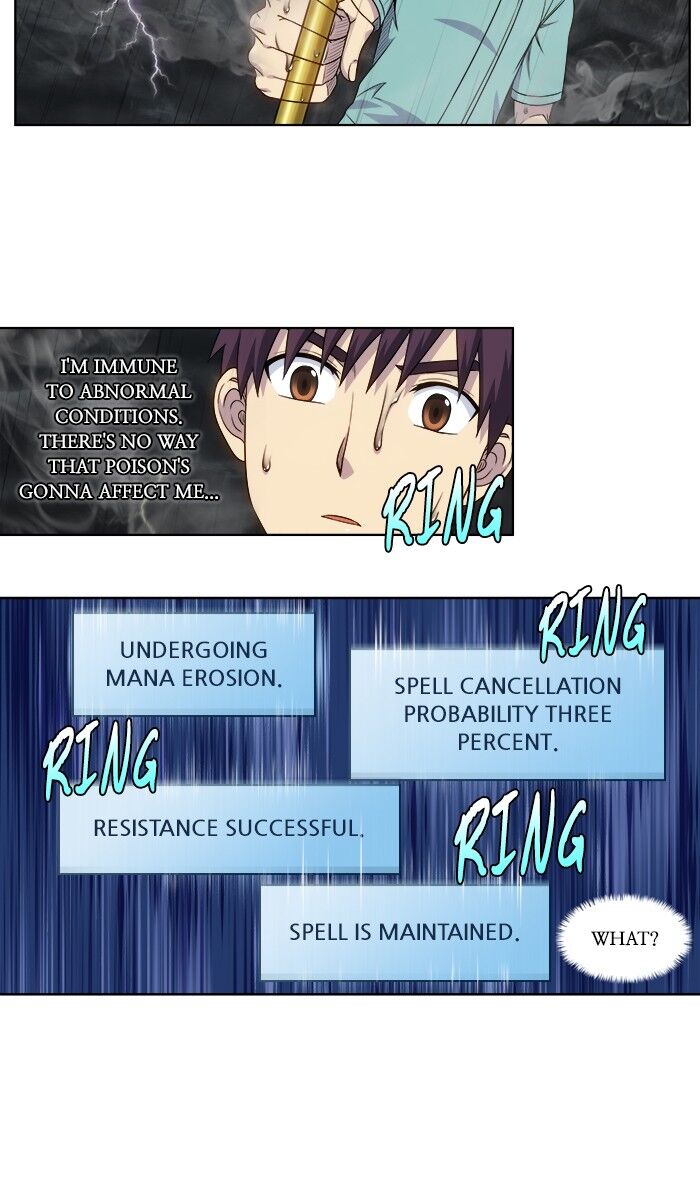 I'M IMMUNE
TO ABNORMAL
CONDITIONS.
THERE'S NO WAY
THAT POISON'S
GONNA AFFECT ME...
RING
RING
UNDERGOING
MANA EROSION.
SPELL CANCELLATION
PROBABILITY THREE
PERCENT.
RING
RESISTANCE SUCCESSFUL.
RING
SPELL IS MAINTAINED.
WHAT?